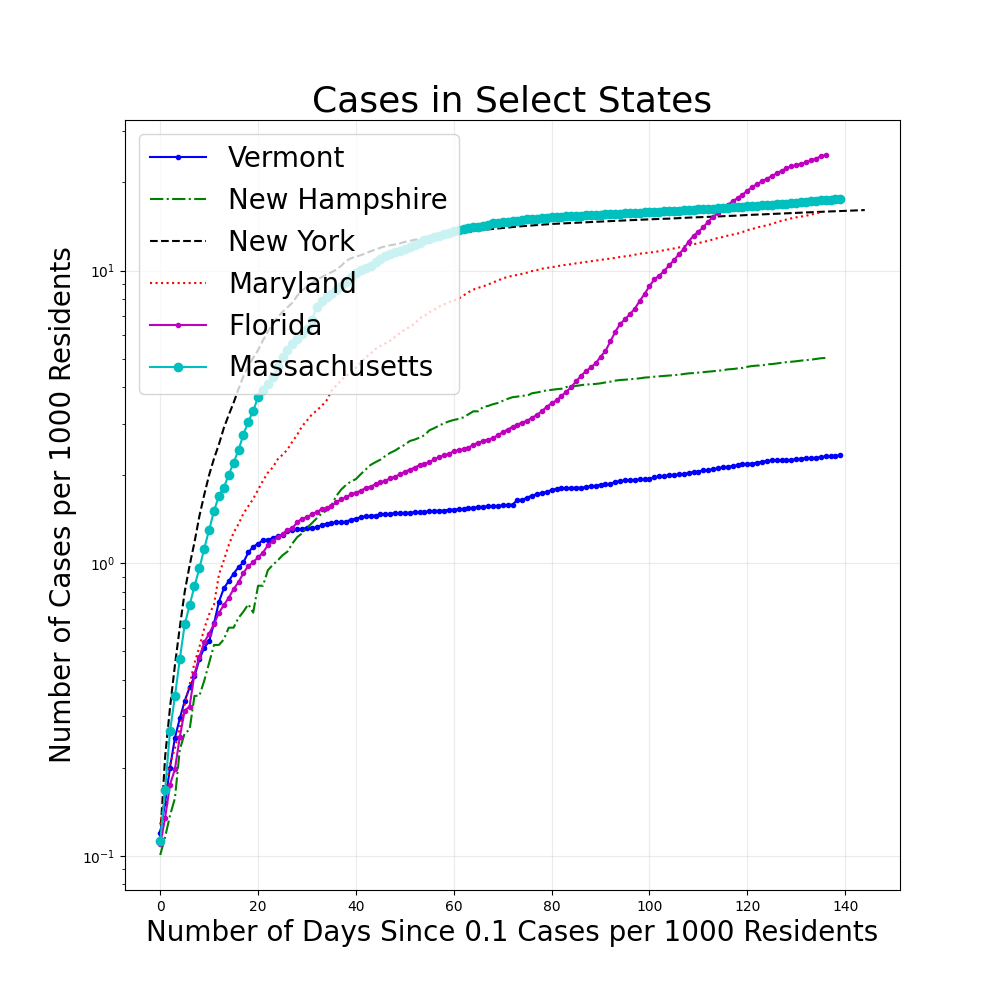 Cases in Select States
Vermont
New Hampshire
New York
Maryland
Florida
Massachusetts
Number of Cases per 1000 Residents
10¹
10⁰
10⁻¹
0 20 40 60 80 100 120 140
Number of Days Since 0.1 Cases per 1000 Residents